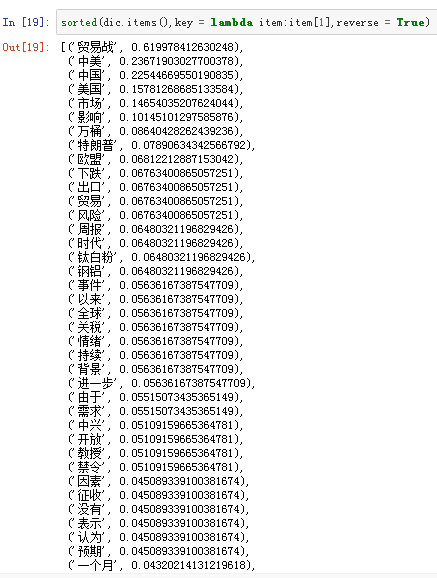 In [19]: sorted(dic.items(),key = lambda item:item[1],reverse = True)
Out[19]: [('贸易战', 0.619978412630248),
('中美', 0.23671903027700378),
('中国', 0.22544669550190835),
('美国', 0.15781268685133584),
('市场', 0.14654035207624044),
('影响', 0.10145101297585876),
('万桶', 0.08640428262439236),
('特朗普', 0.07890634342566792),
('欧盟', 0.06812212887153042),
('下跌', 0.06763400865057251),
('出口', 0.06763400865057251),
('贸易', 0.06763400865057251),
('风险', 0.06763400865057251),
('周报', 0.06480321196829426),
('时代', 0.06480321196829426),
('钛白粉', 0.06480321196829426),
('钢铝', 0.06480321196829426),
('事件', 0.05636167387547709),
('以来', 0.05636167387547709),
('全球', 0.05636167387547709),
('关税', 0.05636167387547709),
('情绪', 0.05636167387547709),
('持续', 0.05636167387547709),
('背景', 0.05636167387547709),
('进一步', 0.05636167387547709),
('由于', 0.05515073435365149),
('需求', 0.05515073435365149),
('中兴', 0.05109159665364781),
('开放', 0.05109159665364781),
('教授', 0.05109159665364781),
('禁令', 0.05109159665364781),
('因素', 0.045089339100381674),
('征收', 0.045089339100381674),
('没有', 0.045089339100381674),
('表示', 0.045089339100381674),
('认为', 0.045089339100381674),
('预期', 0.045089339100381674),
('一个月', 0.04320214131219618),